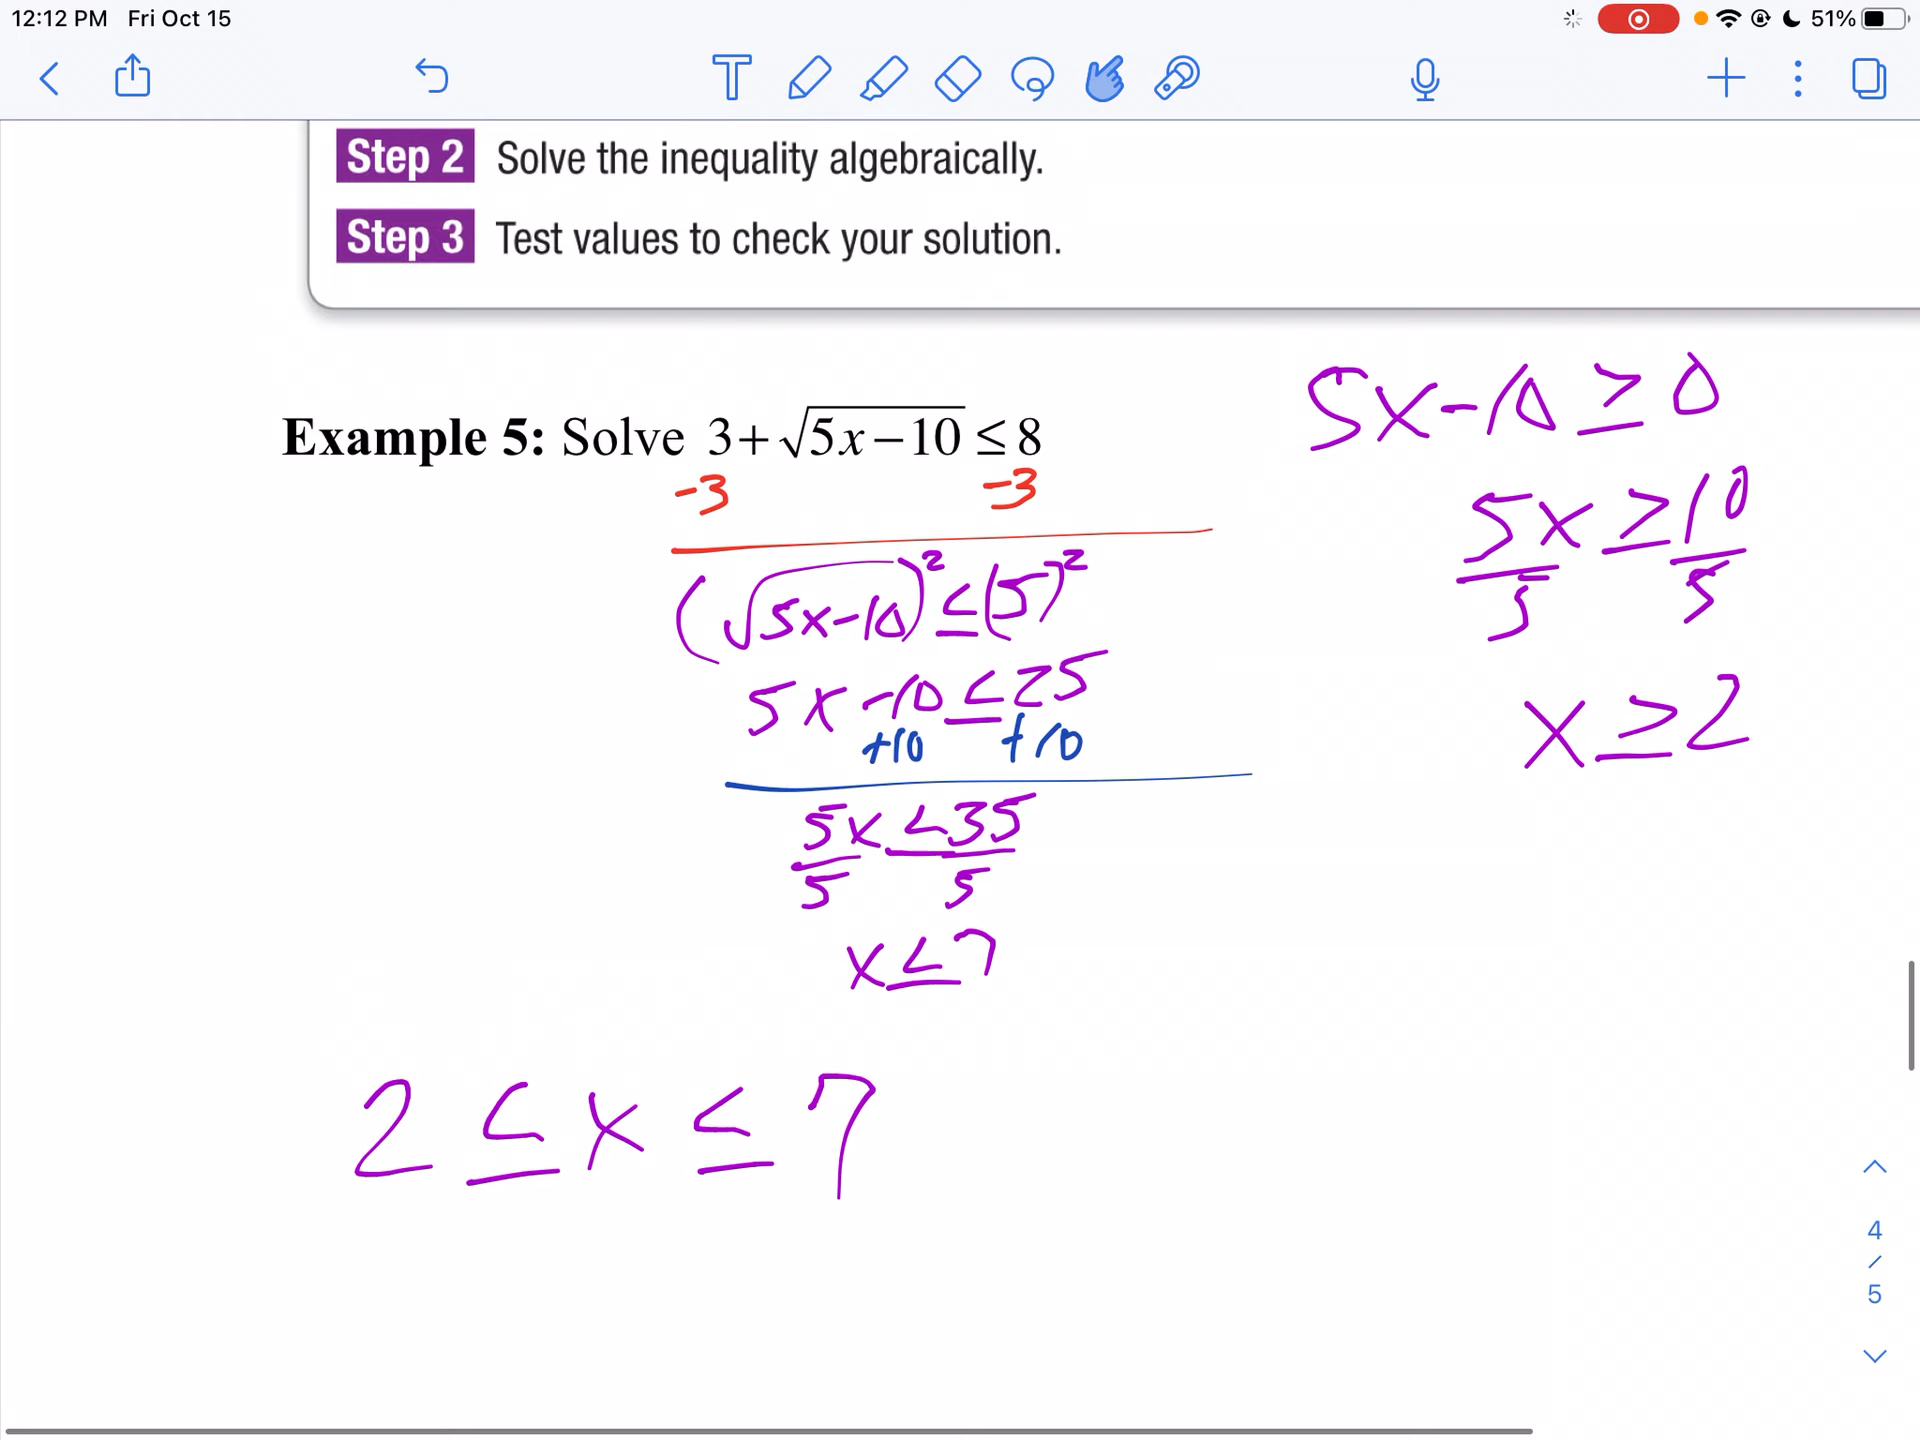 12:12 PM Fri Oct 15 51%
T
Step 2 Solve the inequality algebraically.
Step 3 Test values to check your solution.
Example 5: Solve 3+√5x−10 ≤8
-3 -3
(√5x-10)² ≤(5)²
5x -10 ≤25
+10 +10
5x ≤35
5 5
x≤7
2 ≤ x ≤ 7
5x-10 ≥ 0
5x ≥10
5 5
x ≥2
4
/
5